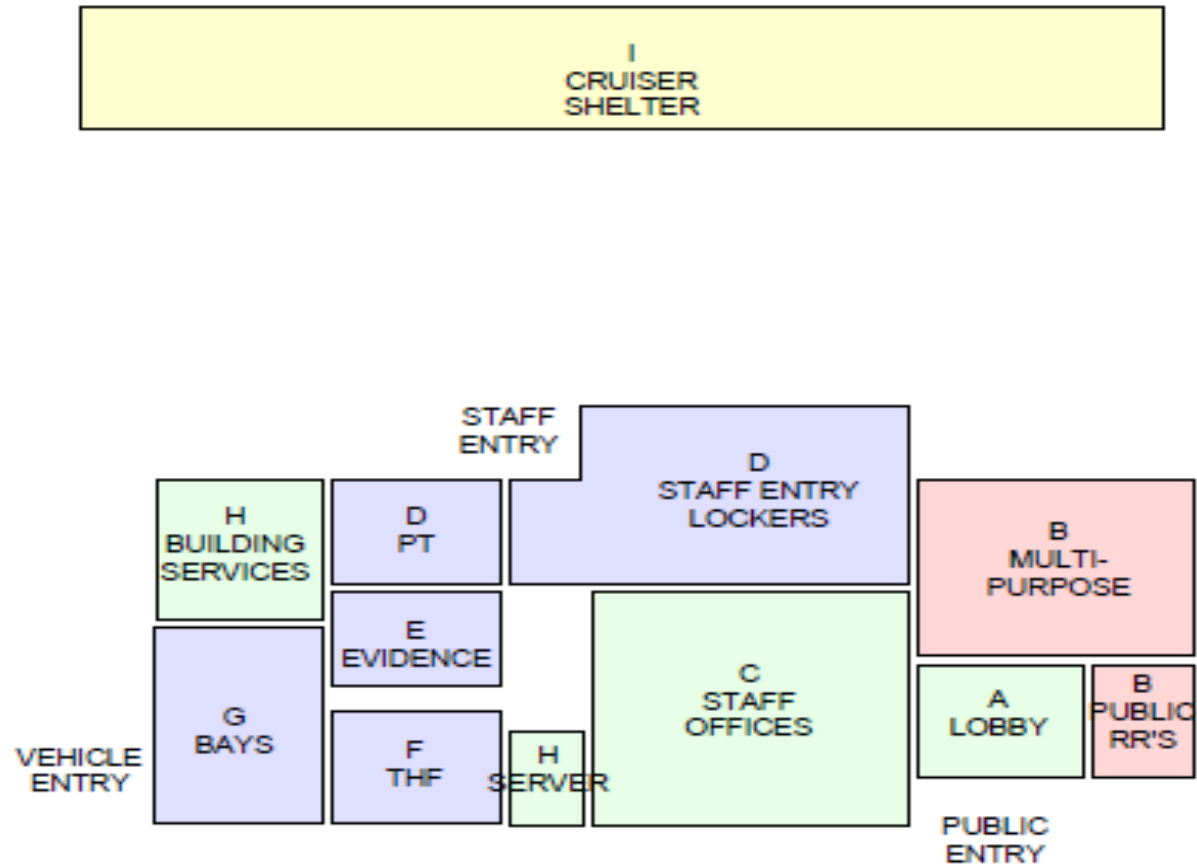 I
CRUISER
SHELTER
STAFF
ENTRY
D
STAFF ENTRY
LOCKERS
H
BUILDING
SERVICES
D
PT
B
MULTI-
PURPOSE
E
EVIDENCE
C
STAFF
OFFICES
A
LOBBY
B
PUBLIC
RR'S
G
BAYS
F
THF
H
SERVER
VEHICLE
ENTRY
PUBLIC
ENTRY